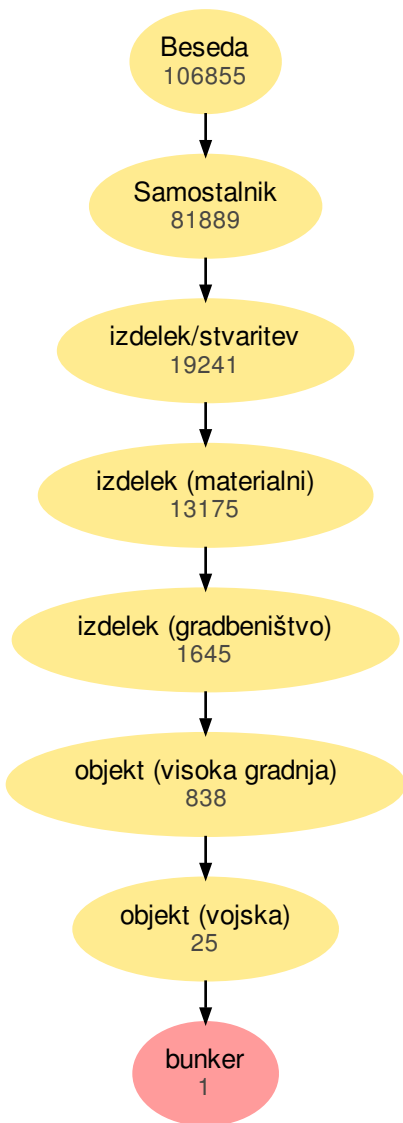 Beseda
106855
Samostalnik
81889
izdelek/stvaritev
19241
izdelek (materialni)
13175
izdelek (gradbeništvo)
1645
objekt (visoka gradnja)
838
objekt (vojska)
25
bunker
1